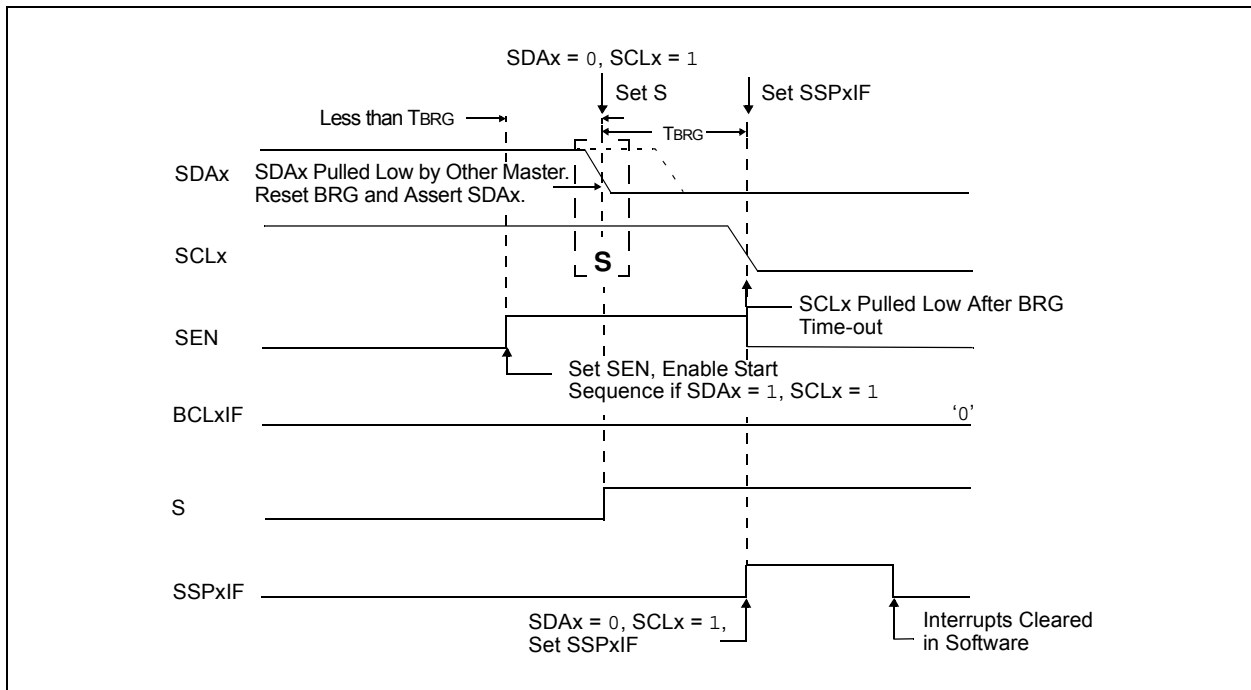 SDAx = 0, SCLx = 1
Set S
Set SSPxIF
Less than TBRG
TBRG
SDAx
SDAx Pulled Low by Other Master.
Reset BRG and Assert SDAx.
SCLx
S
SCLx Pulled Low After BRG
Time-out
SEN
Set SEN, Enable Start
Sequence if SDAx = 1, SCLx = 1
BCLxIF
‘0’
S
SSPxIF
SDAx = 0, SCLx = 1,
Set SSPxIF
Interrupts Cleared
in Software